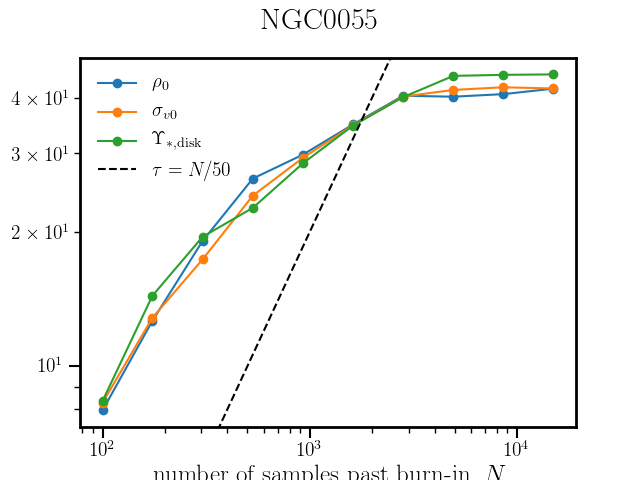 NGC0055
ρ₀
σᵥ₀
ϒ∗,disk
τ = N/50
4 × 10¹
3 × 10¹
2 × 10¹
10¹
10² 10³ 10⁴
number of samples past burn-in, N